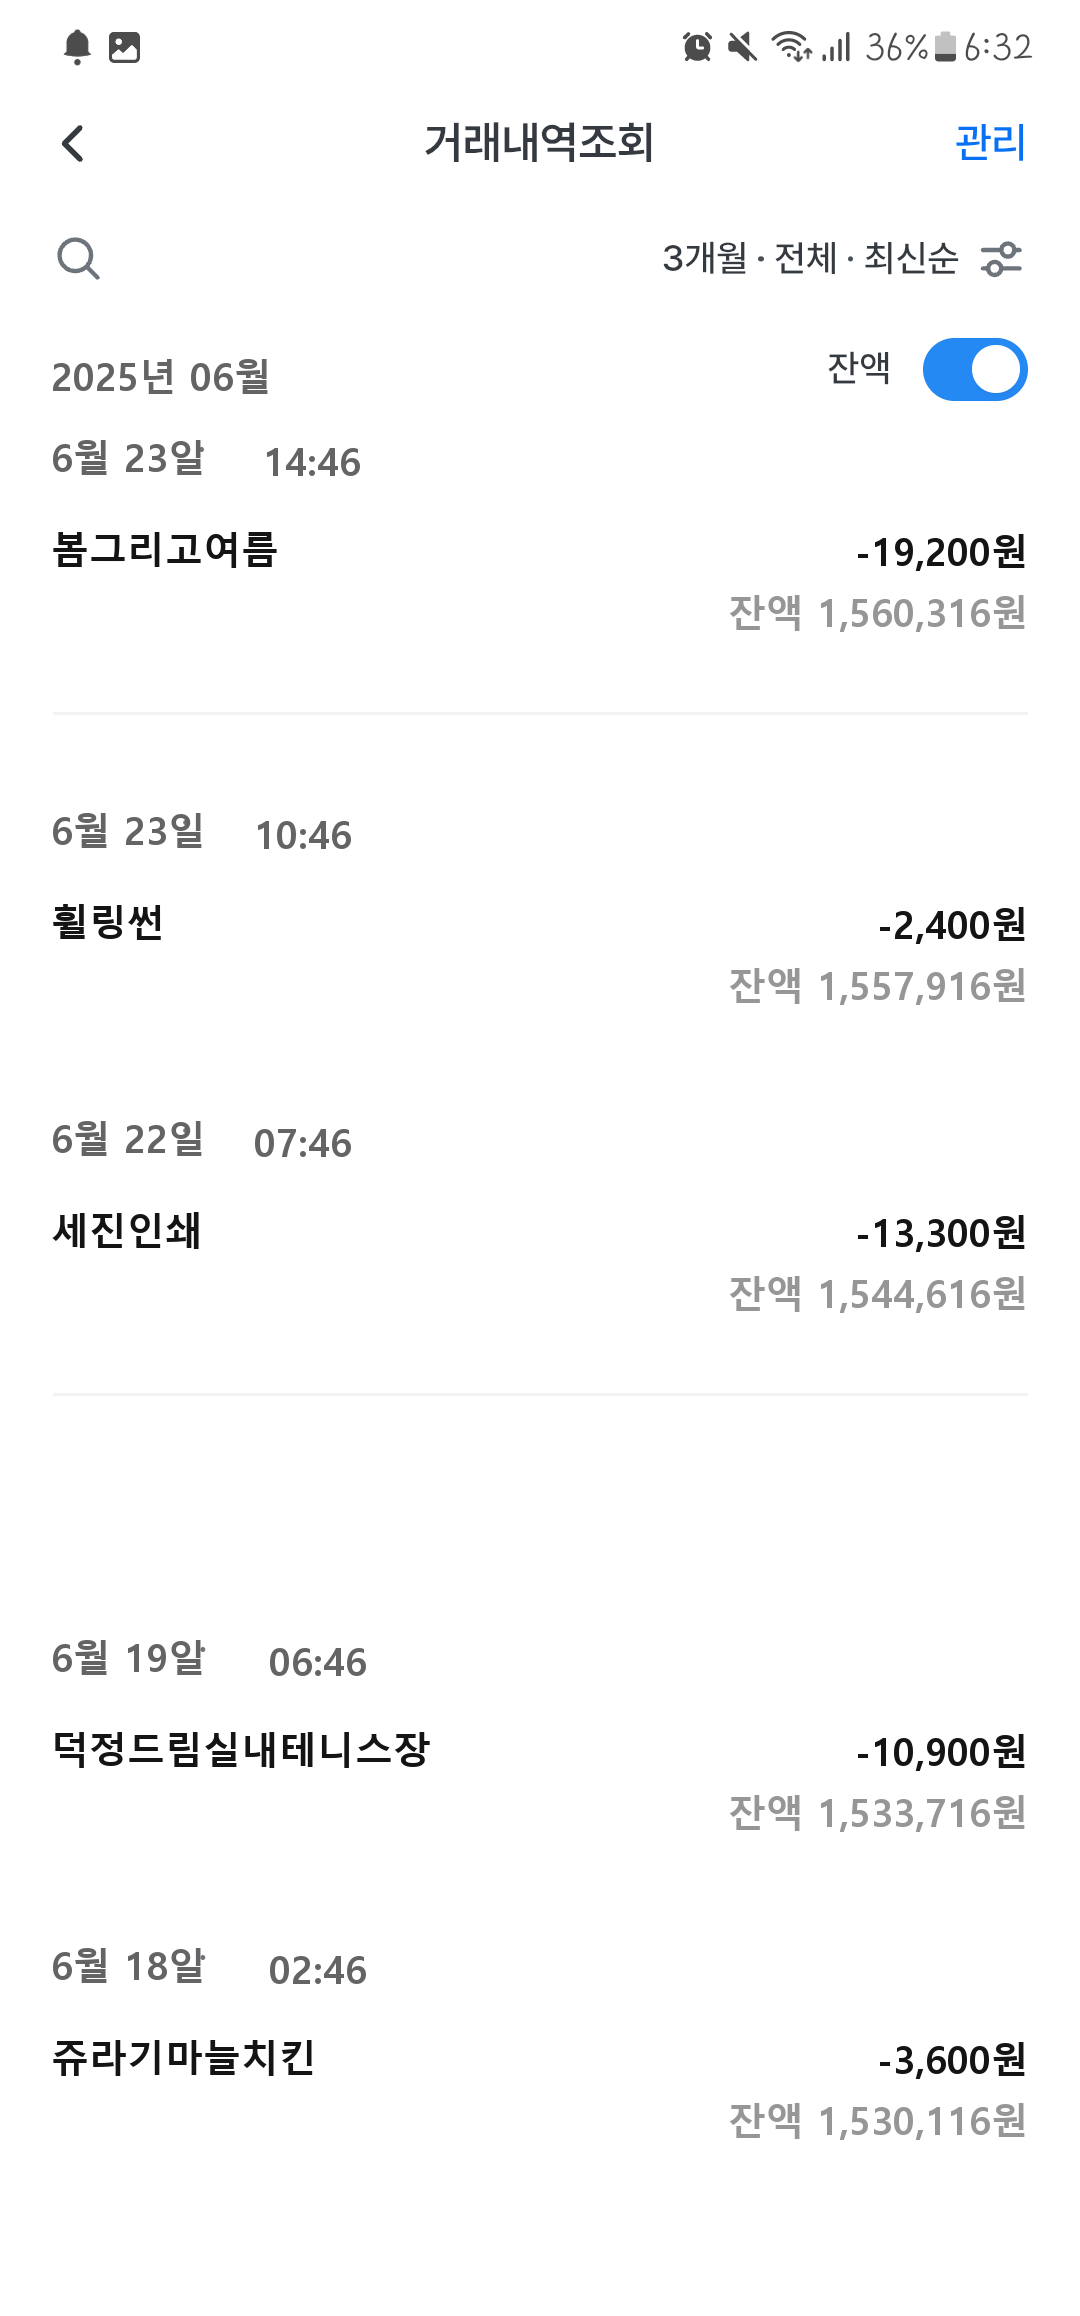 36% 6:32
거래내역조회
관리
3개월 · 전체 · 최신순
2025년 06월
잔액
6월 23알 14:46
봄그리고여름 -19,200원
잔액 1,560,316원
6월 23일 10:46
휠링썬 -2,400원
잔액 1,557,916원
6월 22일 07:46
세진인쇄 -13,300원
잔액 1,544,616원
6월 19알 06:46
덕정드림실내테니스장 -10,900원
잔액 1,533,716원
6월 18알 02:46
쥬라기마늘치킨 -3,600원
잔액 1,530,116원